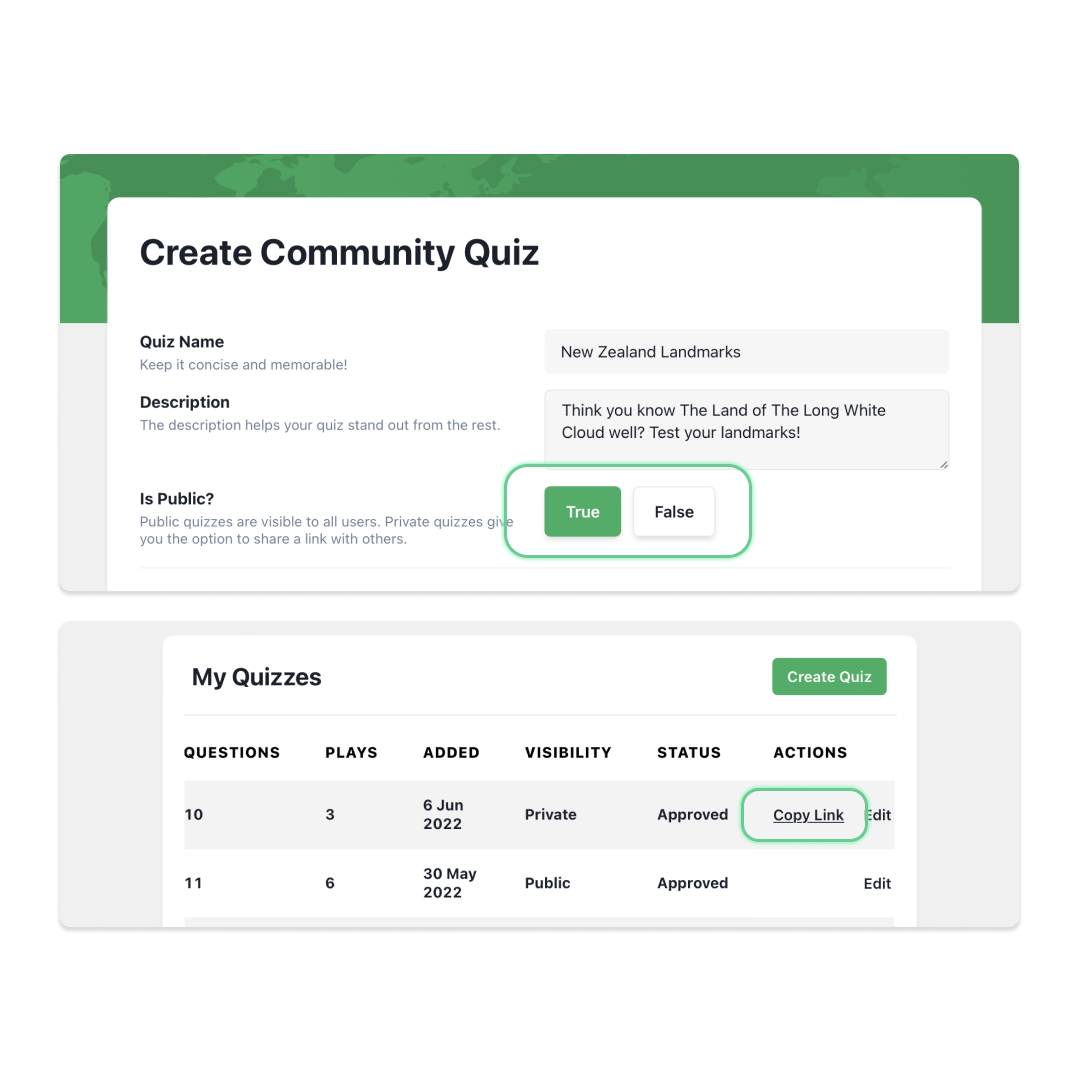 Create Community Quiz
Quiz Name
Keep it concise and memorable!
New Zealand Landmarks
Description
The description helps your quiz stand out from the rest.
Think you know The Land of The Long White
Cloud well? Test your landmarks!
Is Public?
Public quizzes are visible to all users. Private quizzes give
you the option to share a link with others.
True False
My Quizzes
Create Quiz
QUESTIONS PLAYS ADDED VISIBILITY STATUS ACTIONS
10 3 6 Jun
2022 Private Approved Copy Link Edit
11 6 30 May
2022 Public Approved Edit